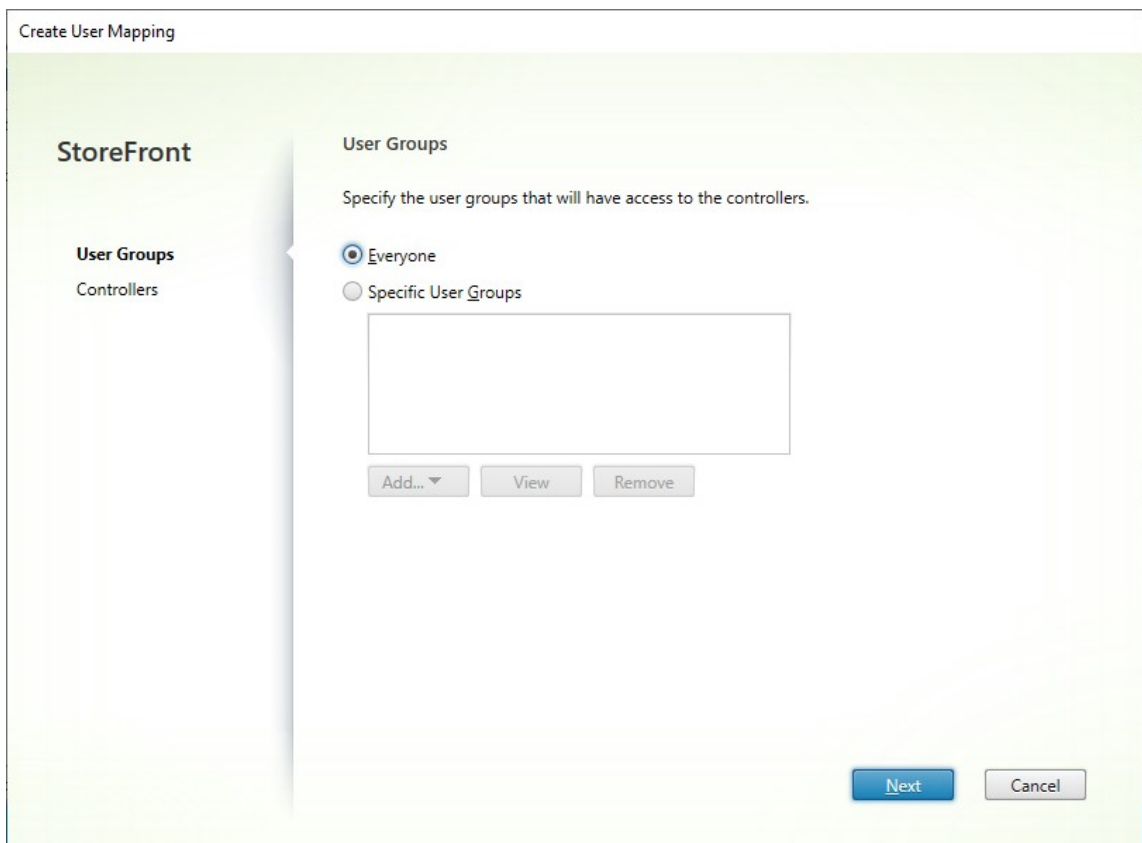 Create User Mapping
StoreFront
User Groups
Controllers
User Groups
Specify the user groups that will have access to the controllers.
Everyone
Specific User Groups
Add...
View
Remove
Next
Cancel